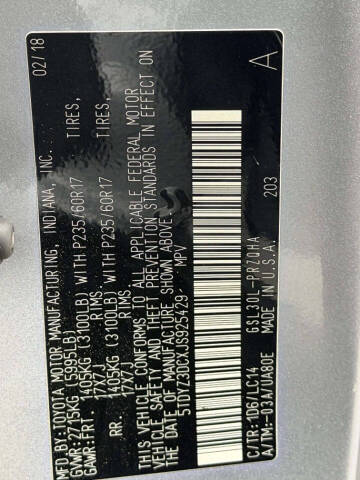 MFD. BY: TOYOTA MOTOR MANUFACTURING, INDIANA, INC. 02/18
GVWR: 2715KG (5995LB)
GAWR: FRT. 1405KG (3100LB) WITH P235/60R17 TIRES,
17X7J RIMS
RR. 1405KG (3100LB) WITH P235/60R17 TIRES,
17X7J RIMS
THIS VEHICLE CONFORMS TO ALL APPLICABLE FEDERAL MOTOR
VEHICLE SAFETY AND THEFT PREVENTION STANDARDS IN EFFECT ON
THE DATE OF MANUFACTURE SHOWN ABOVE.
5TDYZ3DCXJS925429 MPV
A
203
C/TR: 1D6/LC14 GSL30L-PRZQHA
A/TM:-03A/UA80E MADE IN U.S.A.